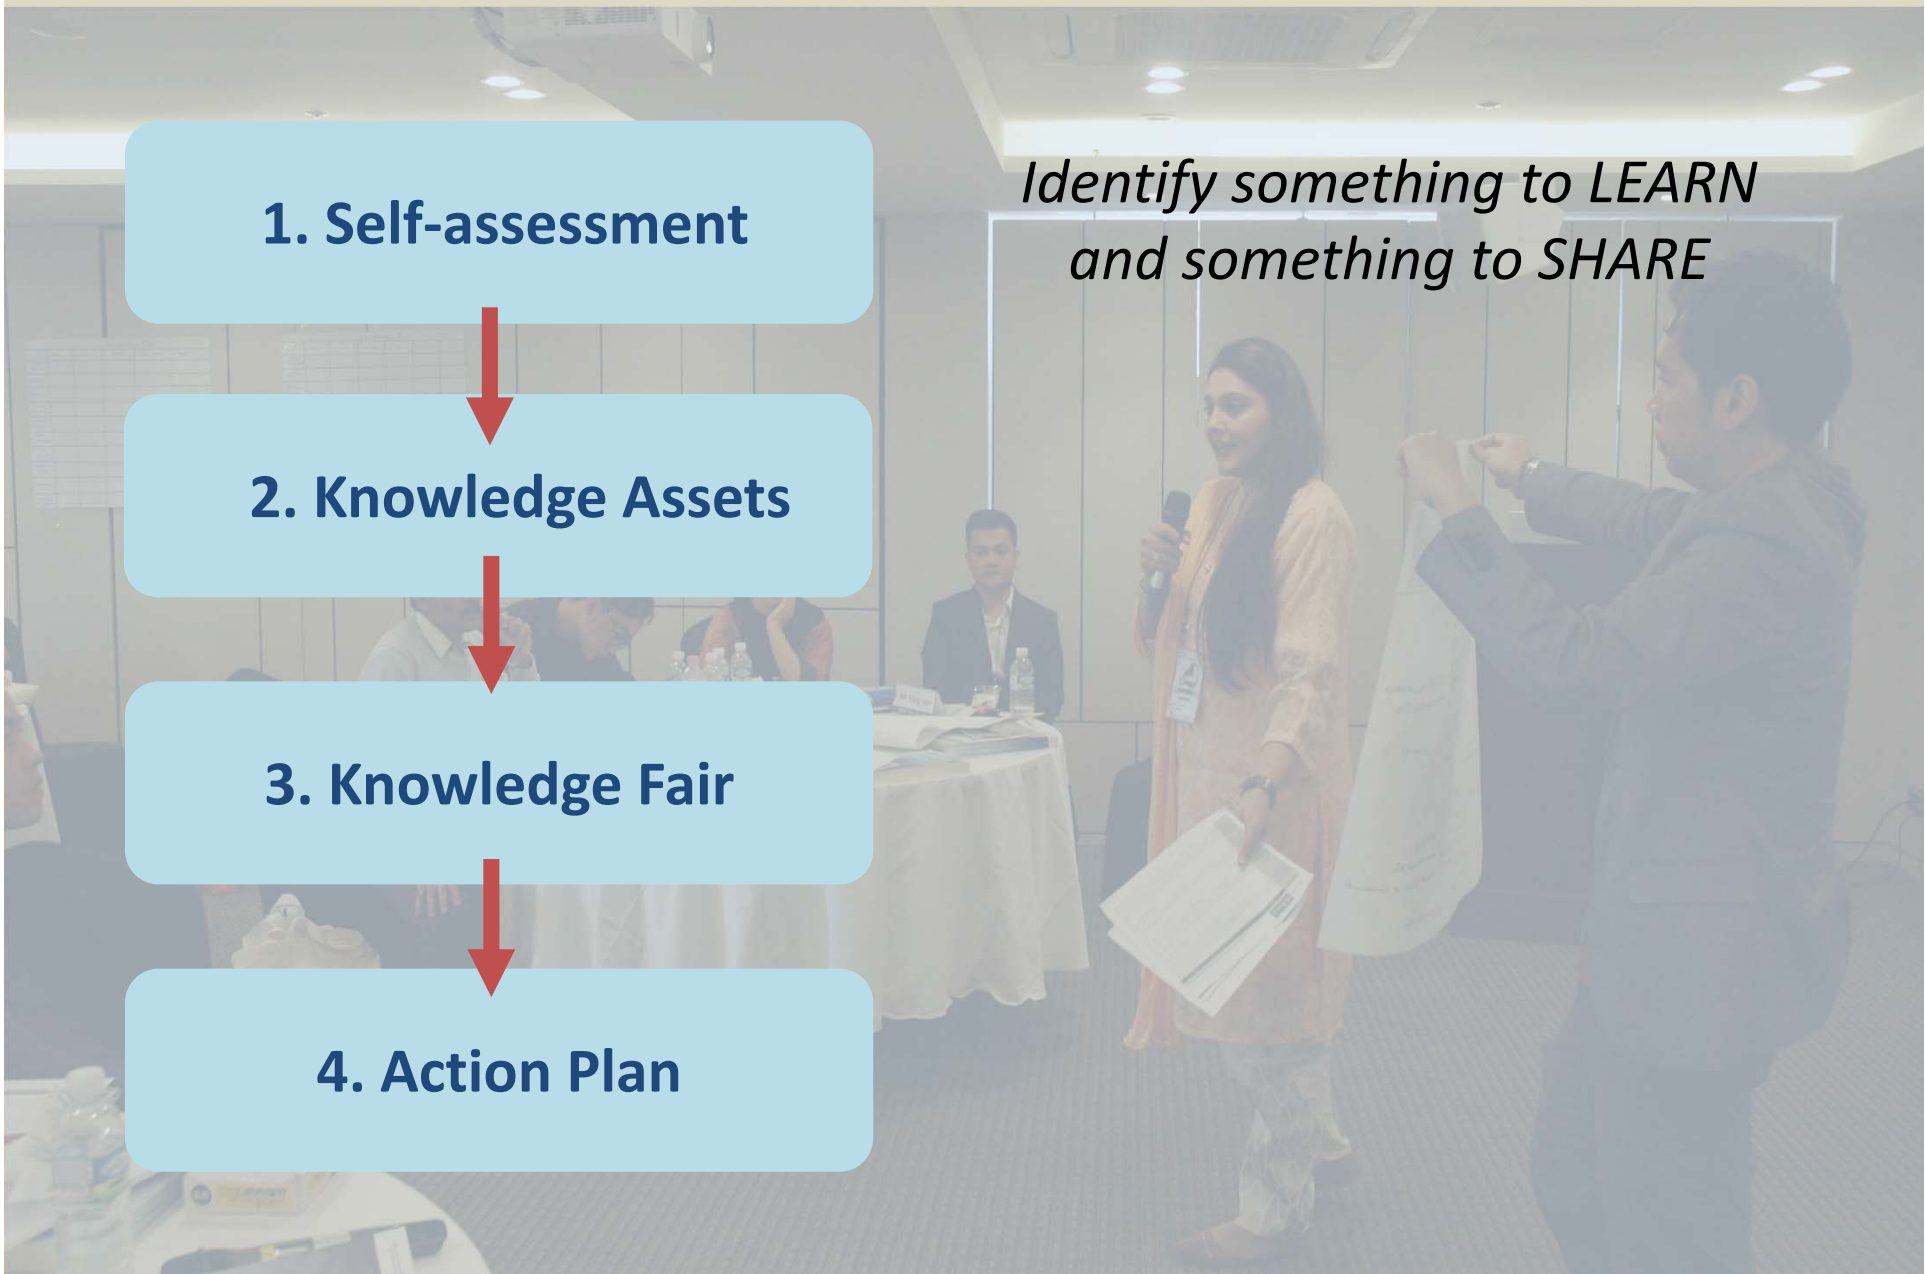 1. Self-assessment
Identify something to LEARN
and something to SHARE
2. Knowledge Assets
3. Knowledge Fair
4. Action Plan